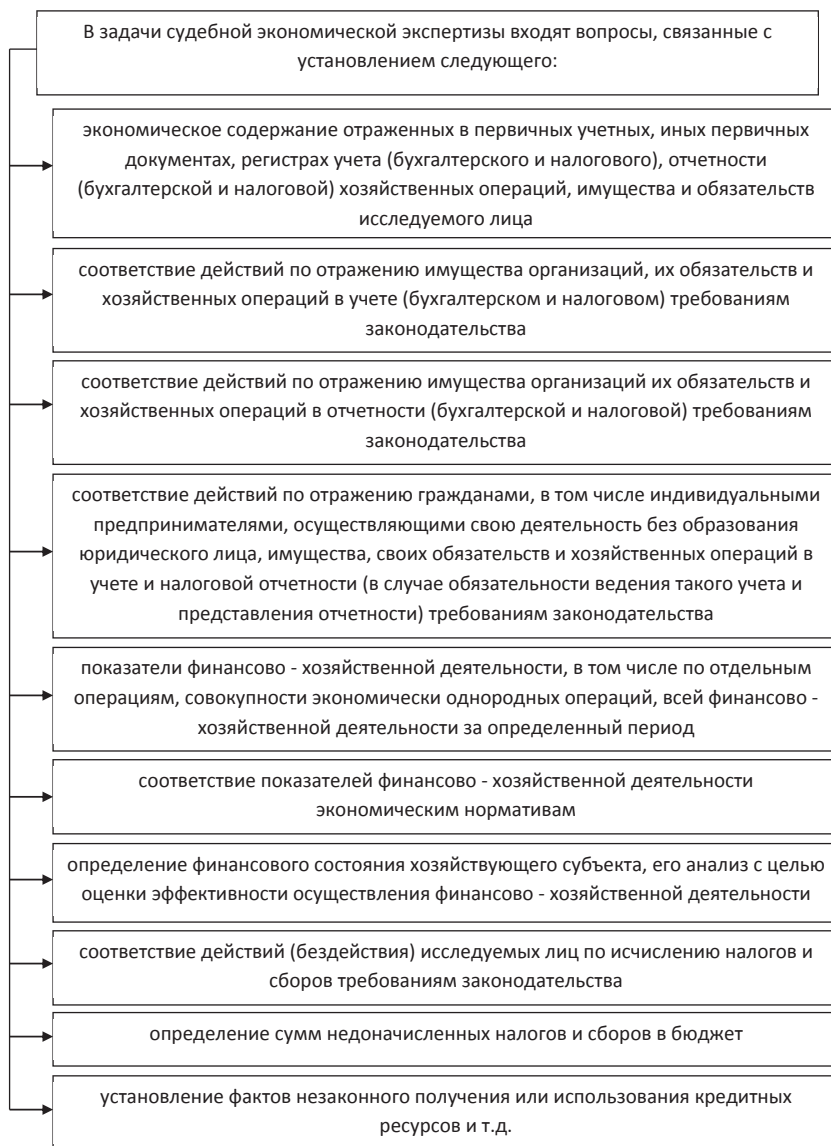 В задачи судебной экономической экспертизы входят вопросы, связанные с
установлением следующего:
экономическое содержание отраженных в первичных учетных, иных первичных
документах, регистрах учета (бухгалтерского и налогового), отчетности
(бухгалтерской и налоговой) хозяйственных операций, имущества и обязательств
исследуемого лица
соответствие действий по отражению имущества организаций, их обязательств и
хозяйственных операций в учете (бухгалтерском и налоговом) требованиям
законодательства
соответствие действий по отражению имущества организаций их обязательств и
хозяйственных операций в отчетности (бухгалтерской и налоговой) требованиям
законодательства
соответствие действий по отражению гражданами, в том числе индивидуальными
предпринимателями, осуществляющими свою деятельность без образования
юридического лица, имущества, своих обязательств и хозяйственных операций в
учете и налоговой отчетности (в случае обязательности ведения такого учета и
представления отчетности) требованиям законодательства
показатели финансово - хозяйственной деятельности, в том числе по отдельным
операциям, совокупности экономически однородных операций, всей финансово -
хозяйственной деятельности за определенный период
соответствие показателей финансово - хозяйственной деятельности
экономическим нормативам
определение финансового состояния хозяйствующего субъекта, его анализ с целью
оценки эффективности осуществления финансово - хозяйственной деятельности
соответствие действий (бездействия) исследуемых лиц по исчислению налогов и
сборов требованиям законодательства
определение сумм недоначисленных налогов и сборов в бюджет
установление фактов незаконного получения или использования кредитных
ресурсов и т.д.